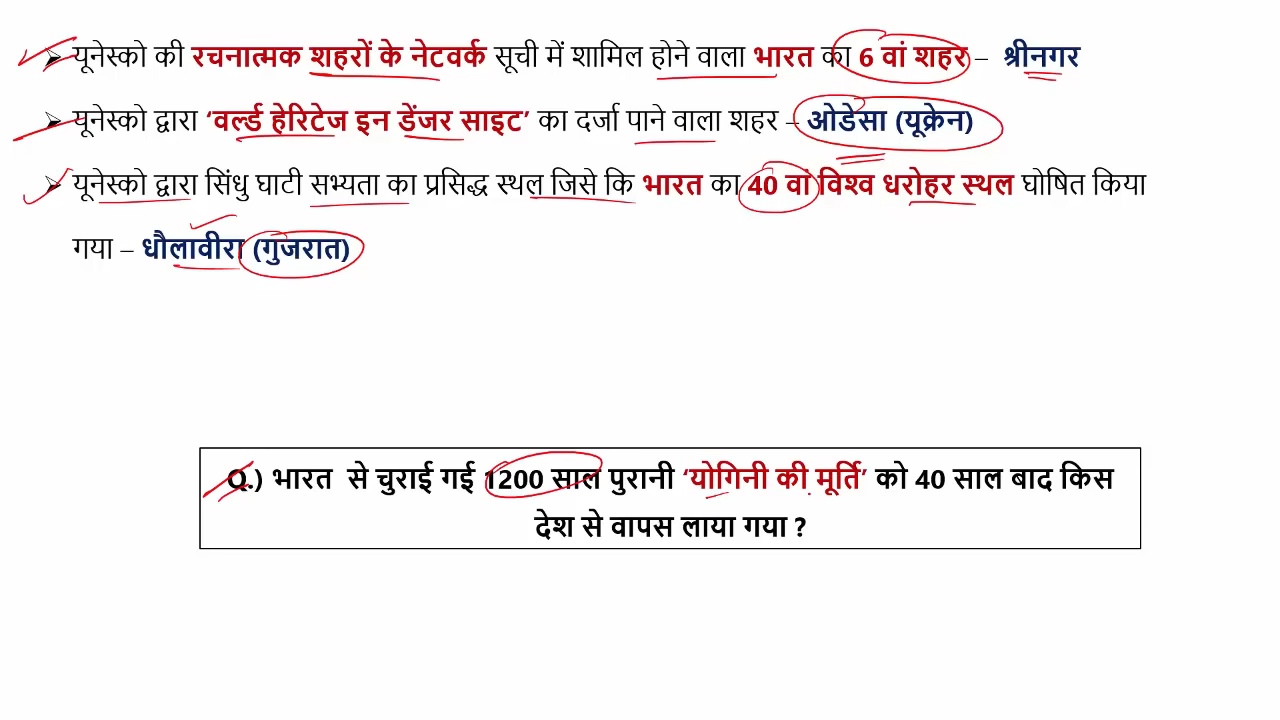 ➢ यूनेस्को की रचनात्मक शहरों के नेटवर्क सूची में शामिल होने वाला भारत का 6 वां शहर – श्रीनगर
➢ यूनेस्को द्वारा ‘वर्ल्ड हेरिटेज इन डेंजर साइट’ का दर्जा पाने वाला शहर – ओडेसा (यूक्रेन)
➢ यूनेस्को द्वारा सिंधु घाटी सभ्यता का प्रसिद्ध स्थल जिसे कि भारत का 40 वां विश्व धरोहर स्थल घोषित किया
गया – धौलावीरा (गुजरात)
Q.) भारत से चुराई गई 1200 साल पुरानी ‘योगिनी की मूर्ति’ को 40 साल बाद किस
देश से वापस लाया गया ?